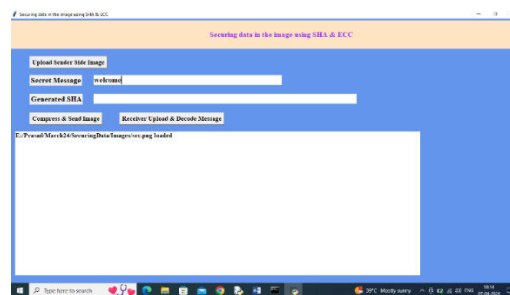 Securing data in the image using SHA & ECC
Securing data in the image using SHA & ECC
Upload Sender Side Image
Secret Message welcome
Generated SHA
Compress & Send Image Receiver Upload & Decode Message
E:/Prasad/March24/SecuringData/Images/sec.png loaded
Type here to search 39°C Mostly sunny ENG